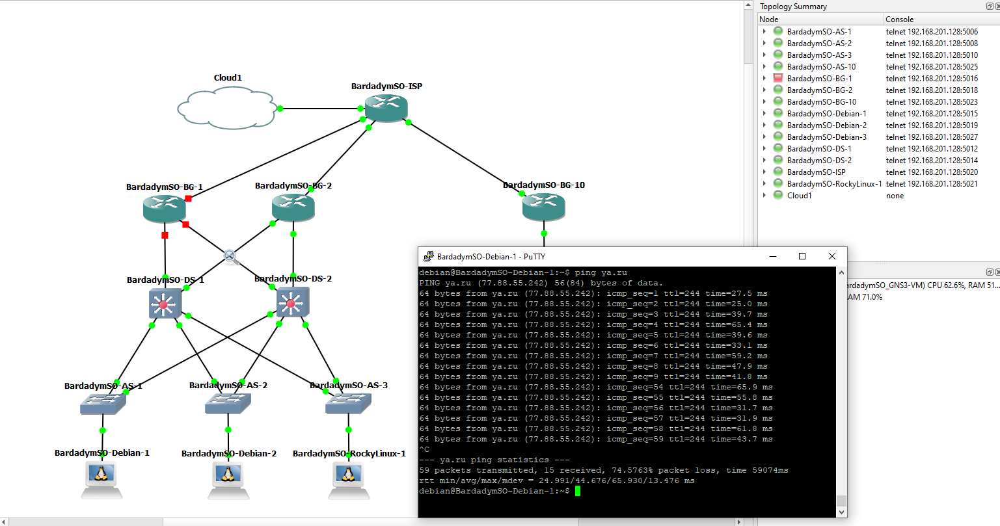 Topology Summary
Node Console
BardadymSO-AS-1 telnet 192.168.201.128:5006
BardadymSO-AS-2 telnet 192.168.201.128:5008
BardadymSO-AS-3 telnet 192.168.201.128:5010
BardadymSO-AS-10 telnet 192.168.201.128:5025
BardadymSO-BG-1 telnet 192.168.201.128:5016
BardadymSO-BG-2 telnet 192.168.201.128:5018
BardadymSO-BG-10 telnet 192.168.201.128:5023
BardadymSO-Debian-1 telnet 192.168.201.128:5015
BardadymSO-Debian-2 telnet 192.168.201.128:5019
BardadymSO-Debian-3 telnet 192.168.201.128:5027
BardadymSO-DS-1 telnet 192.168.201.128:5012
BardadymSO-DS-2 telnet 192.168.201.128:5014
BardadymSO-ISP telnet 192.168.201.128:5020
BardadymSO-RockyLinux-1 telnet 192.168.201.128:5021
Cloud1 none
Cloud1
BardadymSO-ISP
BardadymSO-BG-1
BardadymSO-BG-2
BardadymSO-BG-10
BardadymSO-DS-1
BardadymSO-DS-2
BardadymSO-AS-1
BardadymSO-AS-2
BardadymSO-AS-3
BardadymSO-Debian-1
BardadymSO-Debian-2
BardadymSO-RockyLinux-1
ardadymSO_GNS3-VM) CPU 62.6%, RAM 51...
AM 71.0%
BardadymSO-Debian-1 - PuTTY
debian@BardadymSO-Debian-1:~$ ping ya.ru
PING ya.ru (77.88.55.242) 56(84) bytes of data.
64 bytes from ya.ru (77.88.55.242): icmp_seq=1 ttl=244 time=27.5 ms
64 bytes from ya.ru (77.88.55.242): icmp_seq=2 ttl=244 time=25.0 ms
64 bytes from ya.ru (77.88.55.242): icmp_seq=3 ttl=244 time=39.7 ms
64 bytes from ya.ru (77.88.55.242): icmp_seq=4 ttl=244 time=65.4 ms
64 bytes from ya.ru (77.88.55.242): icmp_seq=5 ttl=244 time=39.6 ms
64 bytes from ya.ru (77.88.55.242): icmp_seq=6 ttl=244 time=33.1 ms
64 bytes from ya.ru (77.88.55.242): icmp_seq=7 ttl=244 time=59.2 ms
64 bytes from ya.ru (77.88.55.242): icmp_seq=8 ttl=244 time=47.9 ms
64 bytes from ya.ru (77.88.55.242): icmp_seq=9 ttl=244 time=41.8 ms
64 bytes from ya.ru (77.88.55.242): icmp_seq=54 ttl=244 time=65.9 ms
64 bytes from ya.ru (77.88.55.242): icmp_seq=55 ttl=244 time=55.8 ms
64 bytes from ya.ru (77.88.55.242): icmp_seq=56 ttl=244 time=31.7 ms
64 bytes from ya.ru (77.88.55.242): icmp_seq=57 ttl=244 time=31.9 ms
64 bytes from ya.ru (77.88.55.242): icmp_seq=58 ttl=244 time=61.8 ms
64 bytes from ya.ru (77.88.55.242): icmp_seq=59 ttl=244 time=43.7 ms
^C
--- ya.ru ping statistics ---
59 packets transmitted, 15 received, 74.5763% packet loss, time 59074ms
rtt min/avg/max/mdev = 24.991/44.676/65.930/13.476 ms
debian@BardadymSO-Debian-1:~$